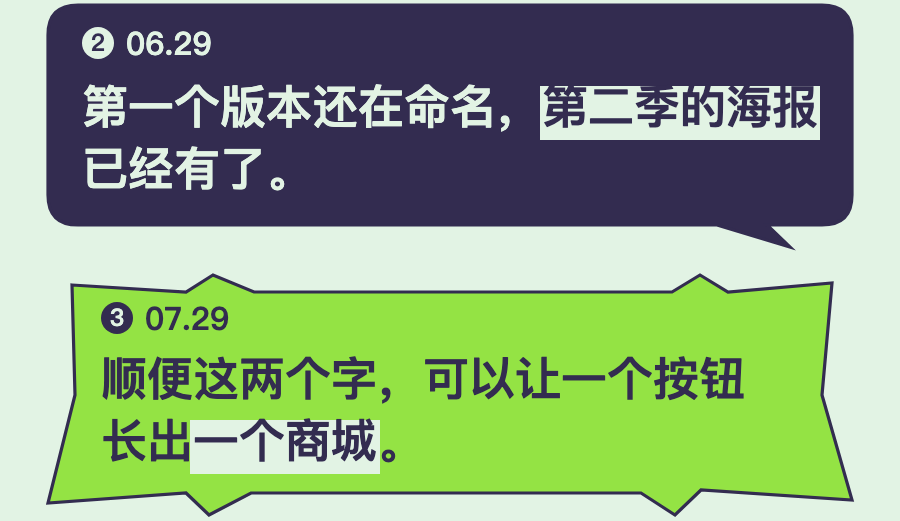 2 06.29
第一个版本还在命名，第二季的海报
已经有了。
3 07.29
顺便这两个字，可以让一个按钮
长出一个商城。